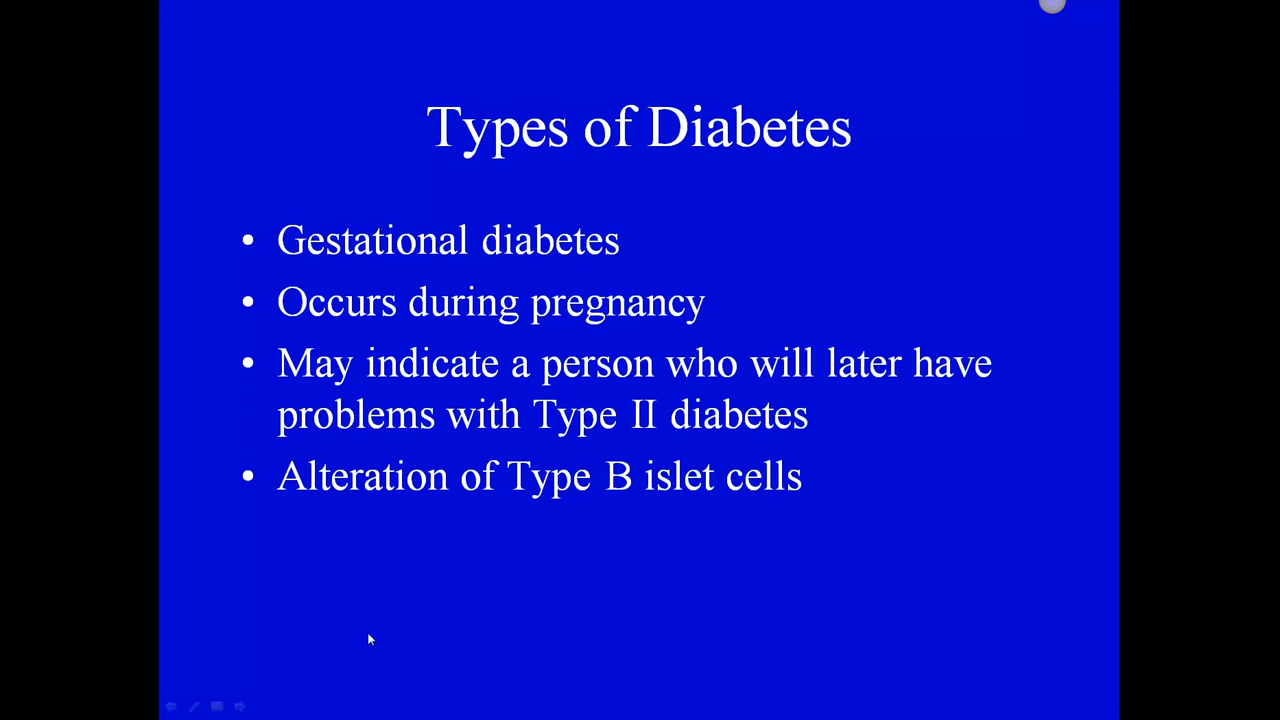 Types of Diabetes
• Gestational diabetes
• Occurs during pregnancy
• May indicate a person who will later have
problems with Type II diabetes
• Alteration of Type B islet cells